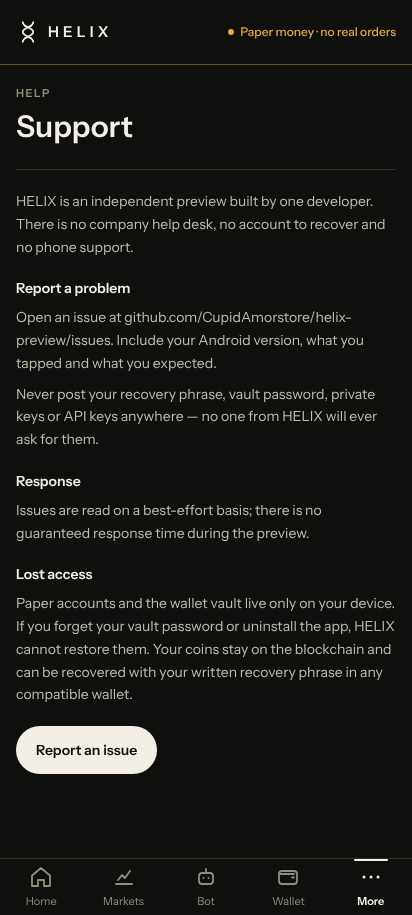 HELIX
Paper money · no real orders
HELP
Support
HELIX is an independent preview built by one developer.
There is no company help desk, no account to recover and
no phone support.
Report a problem
Open an issue at github.com/CupidAmorstore/helix-
preview/issues. Include your Android version, what you
tapped and what you expected.
Never post your recovery phrase, vault password, private
keys or API keys anywhere — no one from HELIX will ever
ask for them.
Response
Issues are read on a best-effort basis; there is no
guaranteed response time during the preview.
Lost access
Paper accounts and the wallet vault live only on your device.
If you forget your vault password or uninstall the app, HELIX
cannot restore them. Your coins stay on the blockchain and
can be recovered with your written recovery phrase in any
compatible wallet.
Report an issue
Home
Markets
Bot
Wallet
More